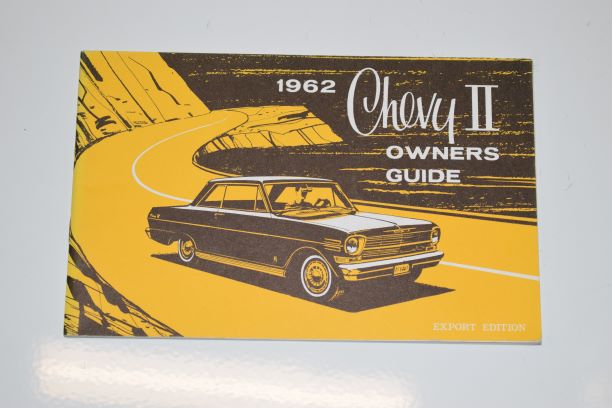 1962 Chevy II
OWNERS
GUIDE
EXPORT EDITION